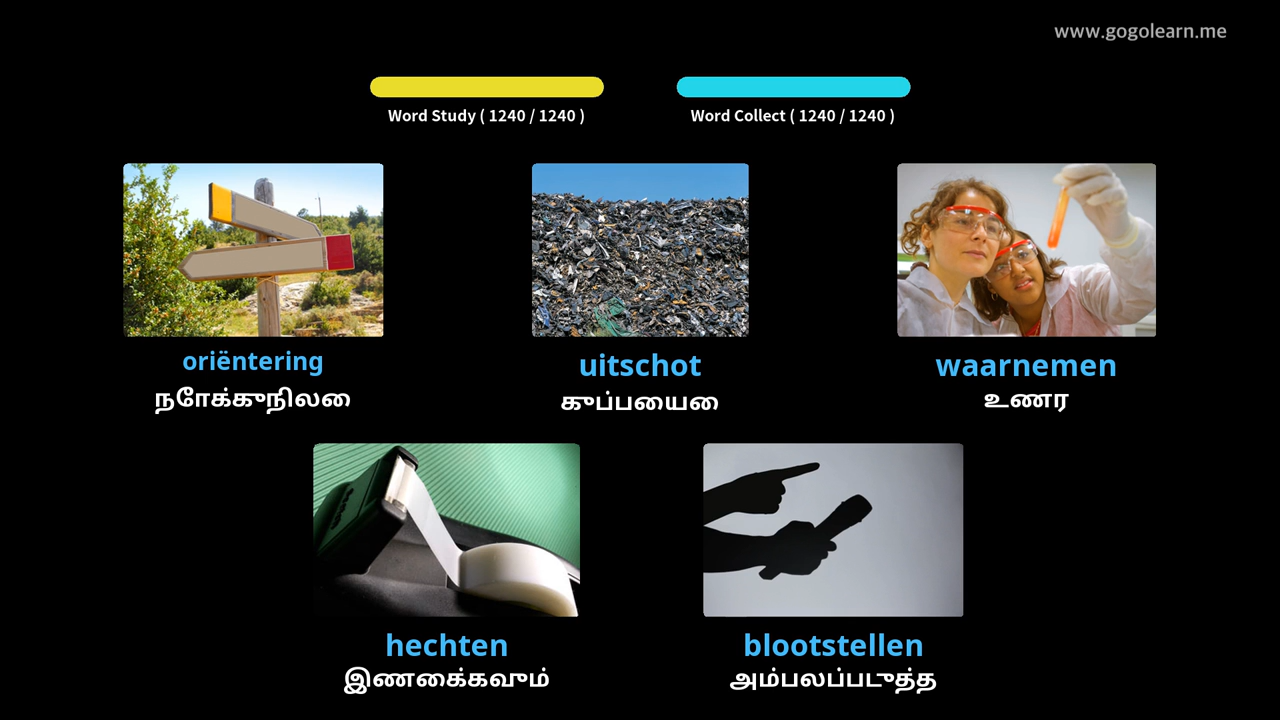 www.gogolearn.me
Word Study ( 1240 / 1240 )
Word Collect ( 1240 / 1240 )
oriëntering
நோக்குநிலை
uitschot
குப்பையை
waarnemen
உணர
hechten
இணைக்கவும்
blootstellen
அம்பலப்படுத்த